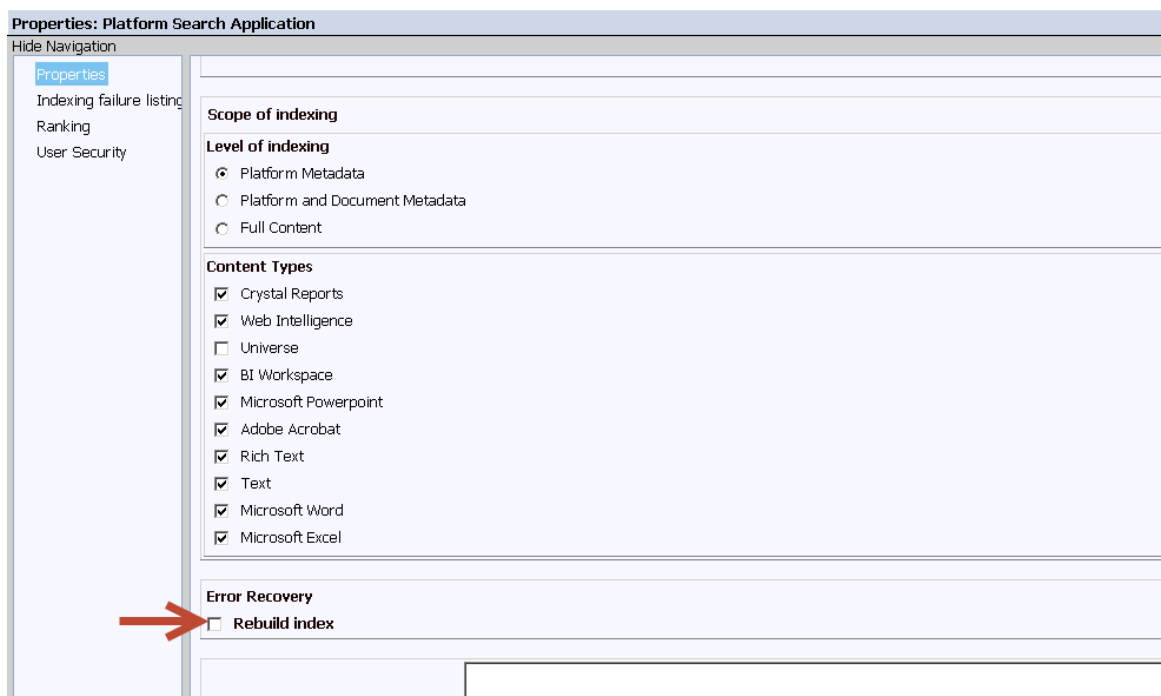 Properties: Platform Search Application
Hide Navigation
Properties
Indexing failure listing
Ranking
User Security
Scope of indexing
Level of indexing
Platform Metadata
Platform and Document Metadata
Full Content
Content Types
Crystal Reports
Web Intelligence
Universe
BI Workspace
Microsoft Powerpoint
Adobe Acrobat
Rich Text
Text
Microsoft Word
Microsoft Excel
Error Recovery
Rebuild index